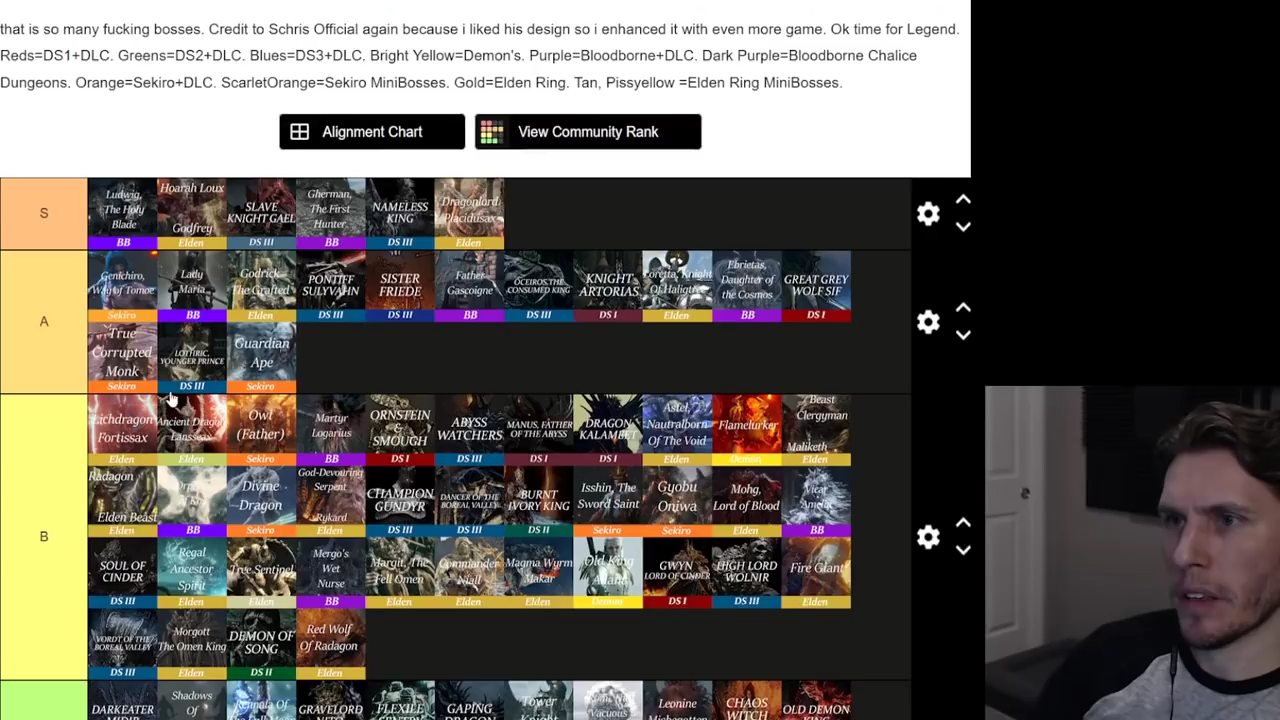 that is so many fucking bosses. Credit to Schris Official again because i liked his design so i enhanced it with even more game. Ok time for Legend.
Reds=DS1+DLC. Greens=DS2+DLC. Blues=DS3+DLC. Bright Yellow=Demon's. Purple=Bloodborne+DLC. Dark Purple=Bloodborne Chalice
Dungeons. Orange=Sekiro+DLC. ScarletOrange=Sekiro MiniBosses. Gold=Elden Ring. Tan, Pissyellow =Elden Ring MiniBosses.
Alignment Chart
View Community Rank
S
Ludwig,
The Holy
Blade
BB
Hoarah Loux
Godfrey
Elden
SLAVE
KNIGHT GAEL
DS III
Gherman,
The First
Hunter
BB
NAMELESS
KING
DS III
Dragonlord
Placidusax
Elden
A
Genichiro,
Way of Tomoe
Sekiro
Lady
Maria
BB
Godrick
The Grafted
Elden
PONTIFF
SULYVAHN
DS III
SISTER
FRIEDE
DS III
Father
Gascoigne
BB
OCEIROS, THE
CONSUMED KING
DS III
KNIGHT
ARTORIAS
DS I
Loretta, Knight
Of Haligtree
Elden
Ebrietas,
Daughter of
the Cosmos
BB
GREAT GREY
WOLF SIF
DS I
True
Corrupted
Monk
Sekiro
LOTHRIC,
YOUNGER PRINCE
DS III
Guardian
Ape
Sekiro
B
Lichdragon
Fortissax
Elden
Ancient Dragon
Lansseax
Elden
Owl
(Father)
Sekiro
Martyr
Logarius
BB
ORNSTEIN
&
SMOUGH
DS I
ABYSS
WATCHERS
DS III
MANUS, FATHER
OF THE ABYSS
DS I
DRAGON
KALAMEET
DS I
Astel,
Naturalborn
Of The Void
Elden
Flamelurker
Demon
Beast
Clergyman
Maliketh
Elden
Radagon
Elden Beast
Elden
BB
Divine
Dragon
Sekiro
God-Devouring
Serpent
Rykard
Elden
CHAMPION
GUNDYR
DS III
DANCER OF THE
BOREAL VALLEY
DS III
BURNT
IVORY KING
DS II
Isshin, The
Sword Saint
Sekiro
Gyobu
Oniwa
Sekiro
Mohg,
Lord of Blood
Elden
Vicar
Amelia
BB
SOUL OF
CINDER
DS III
Regal
Ancestor
Spirit
Elden
Tree Sentinel
Elden
Mergo's
Wet
Nurse
BB
Margit, The
Fell Omen
Elden
Commander
Niall
Elden
Magma Wyrm
Makar
Elden
Old King
Allant
Demon
GWYN
LORD OF CINDER
DS I
HIGH LORD
WOLNIR
DS III
Fire Giant
Elden
VORDT OF THE
BOREAL VALLEY
DS III
Morgott
The Omen King
Elden
DEMON OF
SONG
DS II
Red Wolf
Of Radagon
Elden
DARKEATER
MIDIR
Shadows
Of
GRAVELORD
NITO
FLEXILE
SENTRY
GAPING
DRAGON
Tower
Knight
Vacuous
Leonine
Misbegotten
CHAOS
WITCH
OLD DEMON
KING